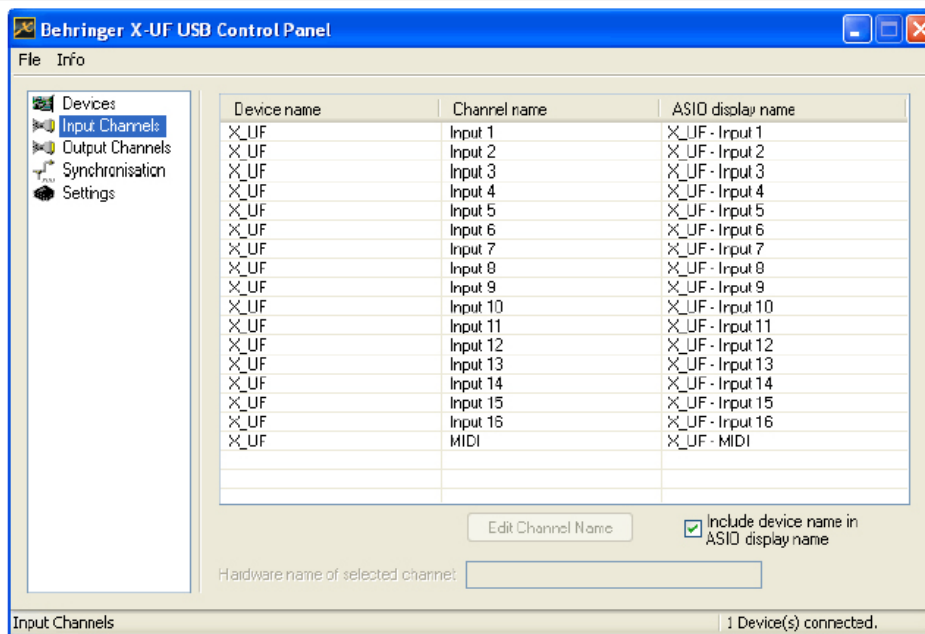 Behringer X-UF USB Control Panel
File Info
Devices
Input Channels
Output Channels
Synchronisation
Settings
Device name Channel name ASIO display name
X_UF Input 1 X_UF - Input 1
X_UF Input 2 X_UF - Input 2
X_UF Input 3 X_UF - Input 3
X_UF Input 4 X_UF - Input 4
X_UF Input 5 X_UF - Input 5
X_UF Input 6 X_UF - Input 6
X_UF Input 7 X_UF - Input 7
X_UF Input 8 X_UF - Input 8
X_UF Input 9 X_UF - Input 9
X_UF Input 10 X_UF - Input 10
X_UF Input 11 X_UF - Input 11
X_UF Input 12 X_UF - Input 12
X_UF Input 13 X_UF - Input 13
X_UF Input 14 X_UF - Input 14
X_UF Input 15 X_UF - Input 15
X_UF Input 16 X_UF - Input 16
X_UF MIDI X_UF - MIDI
Edit Channel Name
Include device name in
ASIO display name
Hardware name of selected channel
Input Channels 1 Device(s) connected.